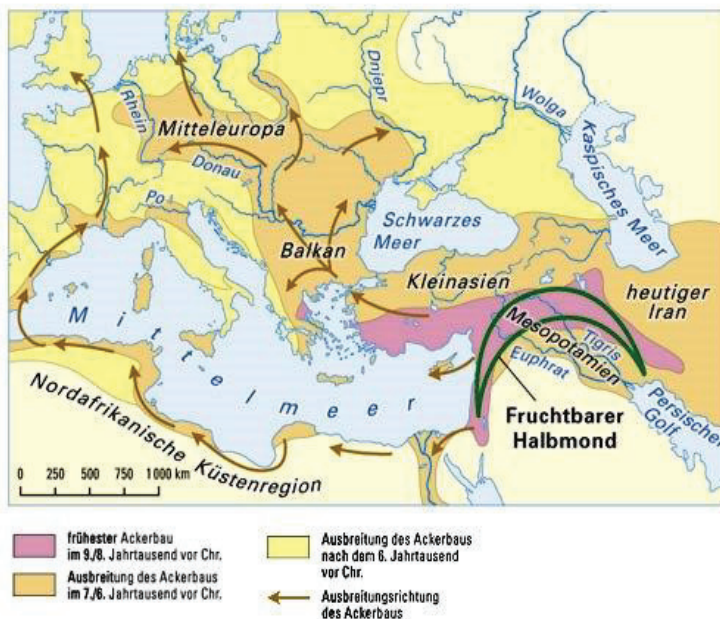 Rhein
Mitteleuropa
Donau
Dnjepr
Wolga
Kaspisches Meer
Po
Balkan
Schwarzes
Meer
Kleinasien
heutiger
Iran
Mesopotamien
Tigris
Euphrat
Mittelmeer
Persischer
Golf
Fruchtbarer
Halbmond
Nordafrikanische Küstenregion
0 250 500 750 1000 km
frühester Ackerbau
im 9./8. Jahrtausend vor Chr.
Ausbreitung des Ackerbaus
im 7./6. Jahrtausend vor Chr.
Ausbreitung des Ackerbaus
nach dem 6. Jahrtausend
vor Chr.
Ausbreitungsrichtung
des Ackerbaus